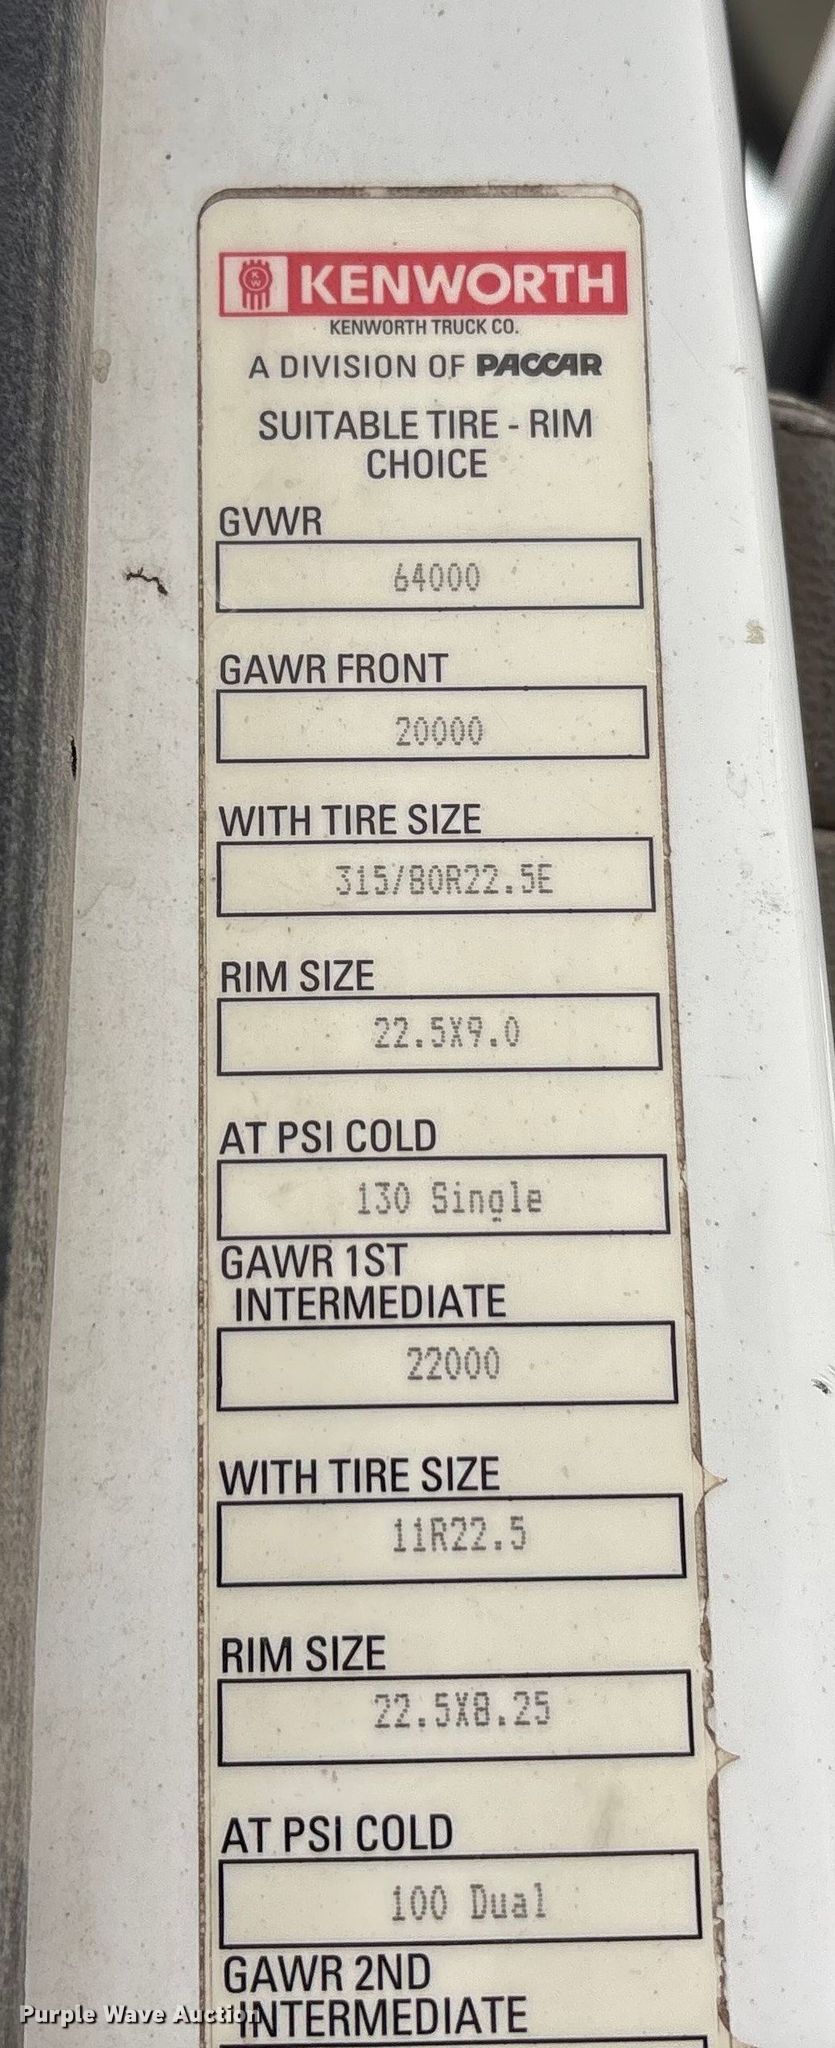 KW KENWORTH
KENWORTH TRUCK CO.
A DIVISION OF PACCAR
SUITABLE TIRE - RIM
CHOICE
GVWR
64000
GAWR FRONT
20000
WITH TIRE SIZE
315/80R22.5E
RIM SIZE
22.5X9.0
AT PSI COLD
130 Single
GAWR 1ST
INTERMEDIATE
22000
WITH TIRE SIZE
11R22.5
RIM SIZE
22.5X8.25
AT PSI COLD
100 Dual
GAWR 2ND
INTERMEDIATE
Purple Wave Auction